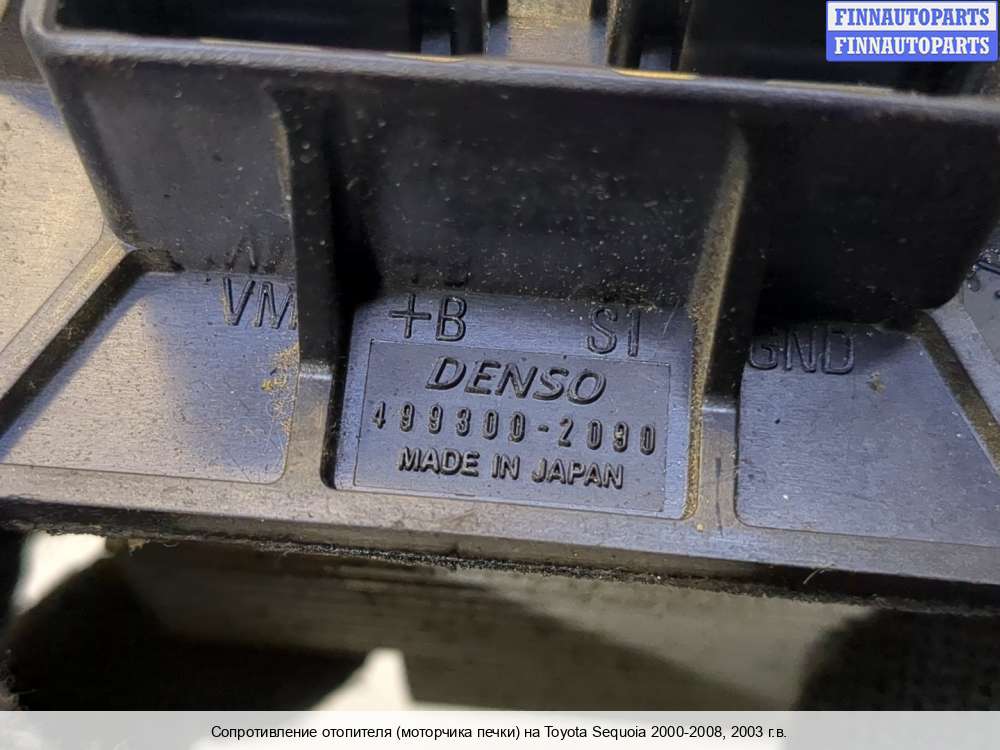 FINNAUTOPARTS
FINNAUTOPARTS
VM +B S1 GND
DENSO
499300-2090
MADE IN JAPAN
Сопротивление отопителя (моторчика печки) на Toyota Sequoia 2000-2008, 2003 г.в.